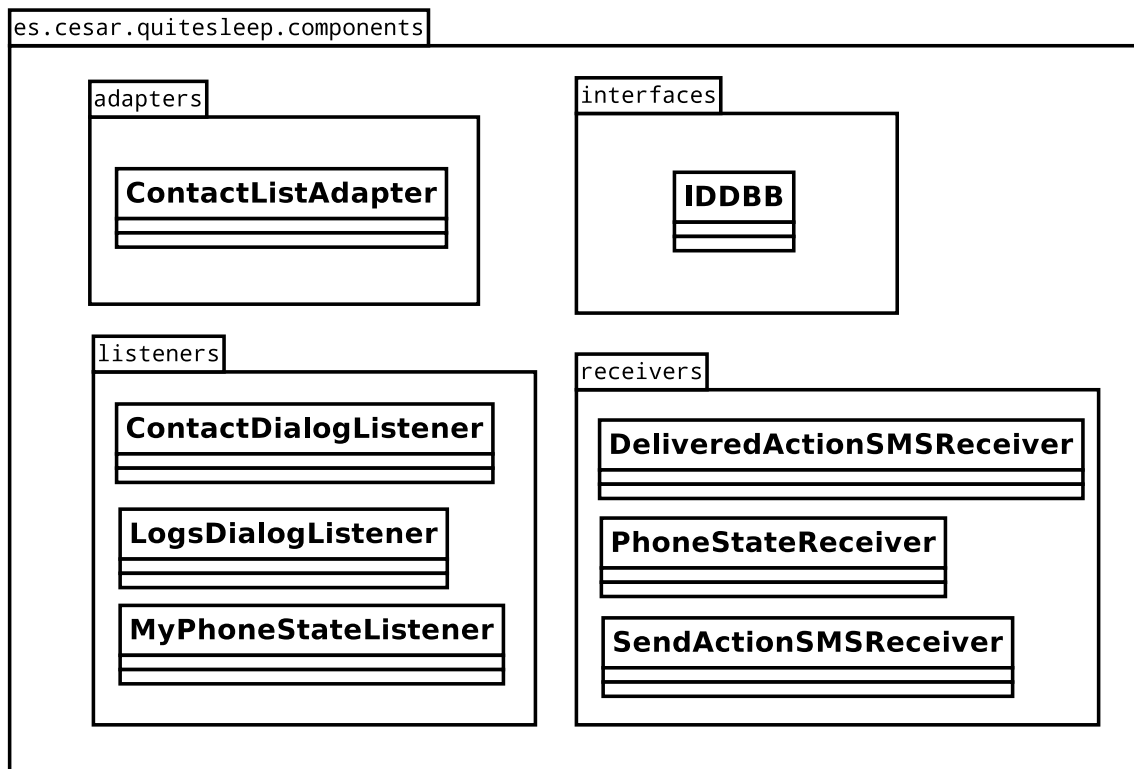 es.cesar.quitesleep.components
adapters
ContactListAdapter
interfaces
IDDBB
listeners
ContactDialogListener
LogsDialogListener
MyPhoneStateListener
receivers
DeliveredActionSMSReceiver
PhoneStateReceiver
SendActionSMSReceiver